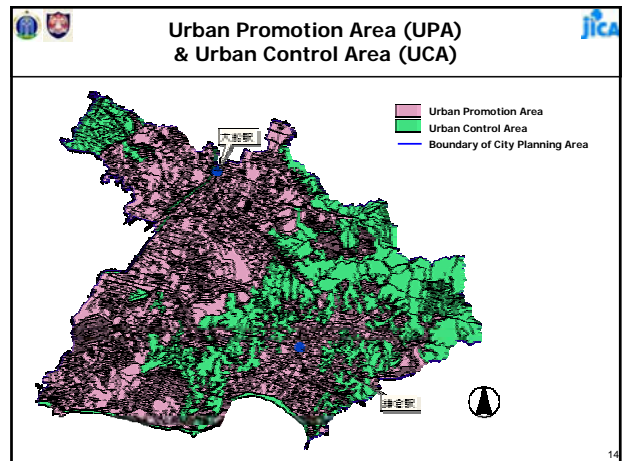 Urban Promotion Area (UPA)
& Urban Control Area (UCA)
jica
Urban Promotion Area
Urban Control Area
Boundary of City Planning Area
大船駅
鎌倉駅
14